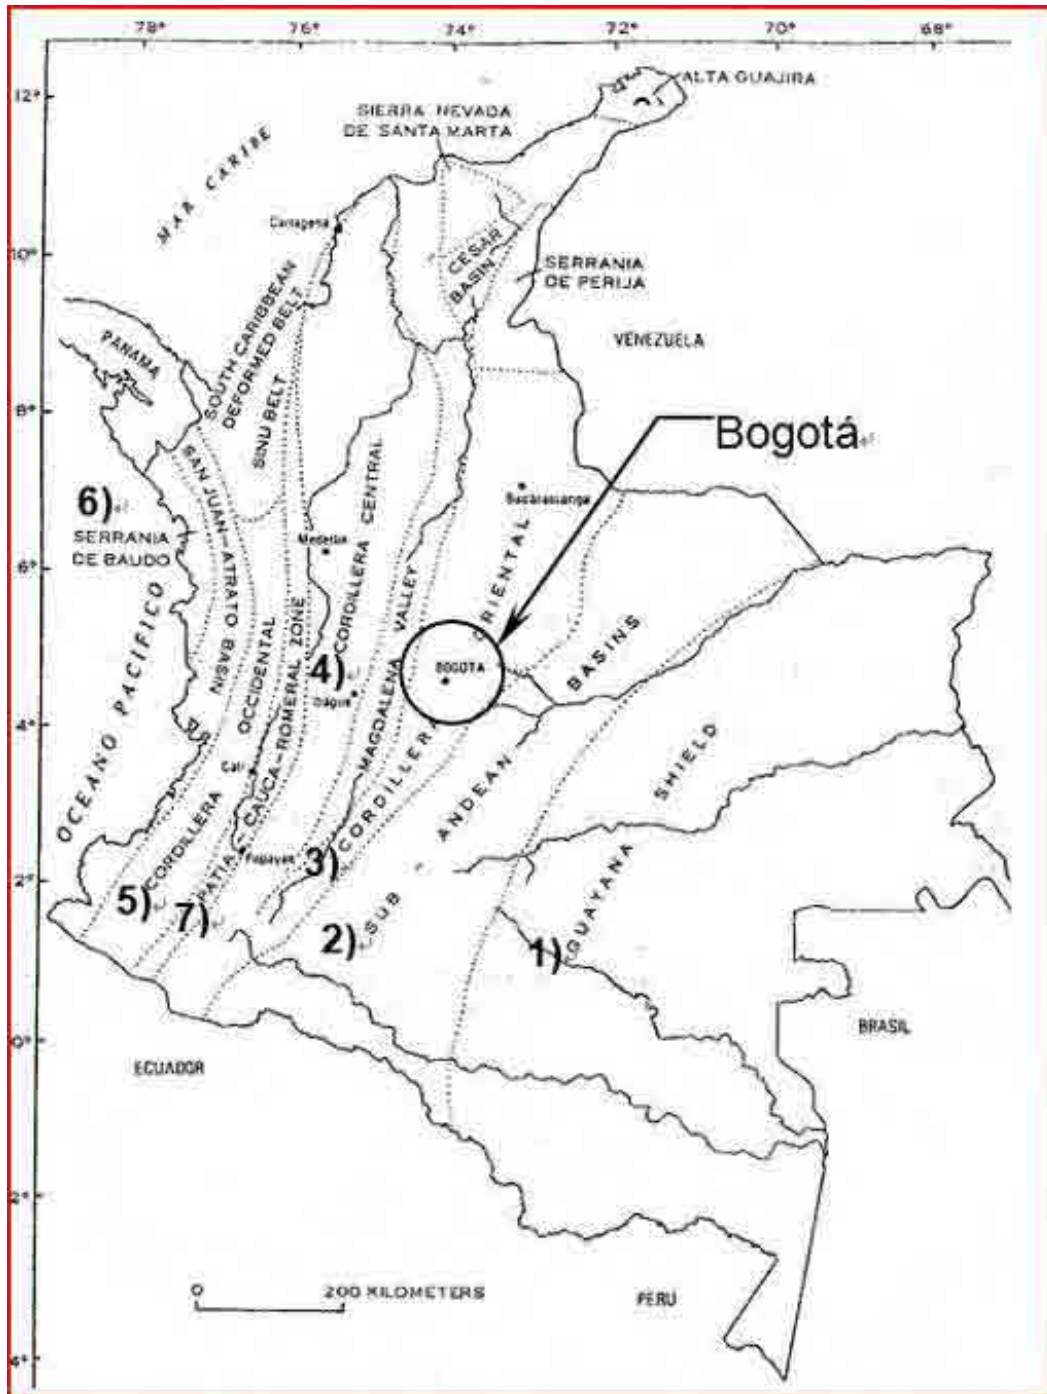 78°
76°
74°
72°
70°
68°
12°
10°
8°
6°
4°
2°
0°
2°
4°
ALTA GUAJIRA
SIERRA NEVADA
DE SANTA MARTA
MAR CARIBE
Cartagena
CESAR
BASIN
SERRANIA
DE PERIJA
VENEZUELA
PANAMA
SOUTH CARIBBEAN
DEFORMED BELT
SINU BELT
Bogotá
Bucaramanga
6)
SERRANIA
DE BAUDO
SAN JUAN-ATRATO BASIN
Medellin
CORDILLERA CENTRAL
4)
Ibague
MAGDALENA VALLEY
BOGOTA
3)
CORDILLERA ORIENTAL
OCEANO PACIFICO
Cali
5)
CORDILLERA OCCIDENTAL
7)
PATIA-CAUCA-ROMERAL ZONE
Popayan
2)
SUB ANDEAN BASINS
1)
GUAYANA SHIELD
BRASIL
ECUADOR
PERU
0 200 KILOMETERS